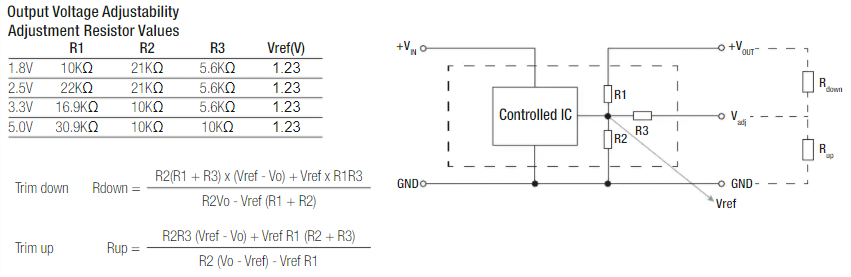 Output Voltage Adjustability
Adjustment Resistor Values
R1 R2 R3 Vref(V)
1.8V 10KΩ 21KΩ 5.6KΩ 1.23
2.5V 22KΩ 21KΩ 5.6KΩ 1.23
3.3V 16.9KΩ 10KΩ 5.6KΩ 1.23
5.0V 30.9KΩ 10KΩ 10KΩ 1.23
Trim down Rdown = R2(R1 + R3) x (Vref - Vo) + Vref x R1R3
R2Vo - Vref (R1 + R2)
Trim up Rup = R2R3 (Vref - Vo) + Vref R1 (R2 + R3)
R2 (Vo - Vref) - Vref R1
+VIN
+VOUT
Rdown
R1
Controlled IC
Vadj
R3
R2
Rup
GND
GND
Vref